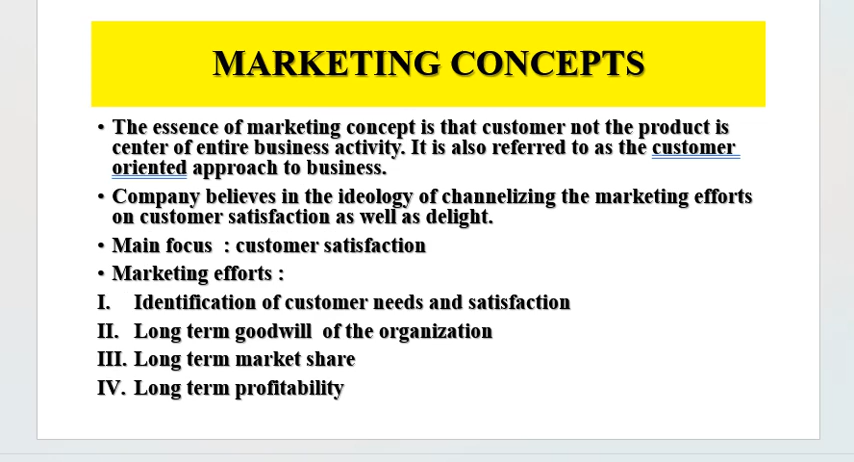 MARKETING CONCEPTS
• The essence of marketing concept is that customer not the product is
center of entire business activity. It is also referred to as the customer
oriented approach to business.
• Company believes in the ideology of channelizing the marketing efforts
on customer satisfaction as well as delight.
• Main focus : customer satisfaction
• Marketing efforts :
I. Identification of customer needs and satisfaction
II. Long term goodwill of the organization
III. Long term market share
IV. Long term profitability